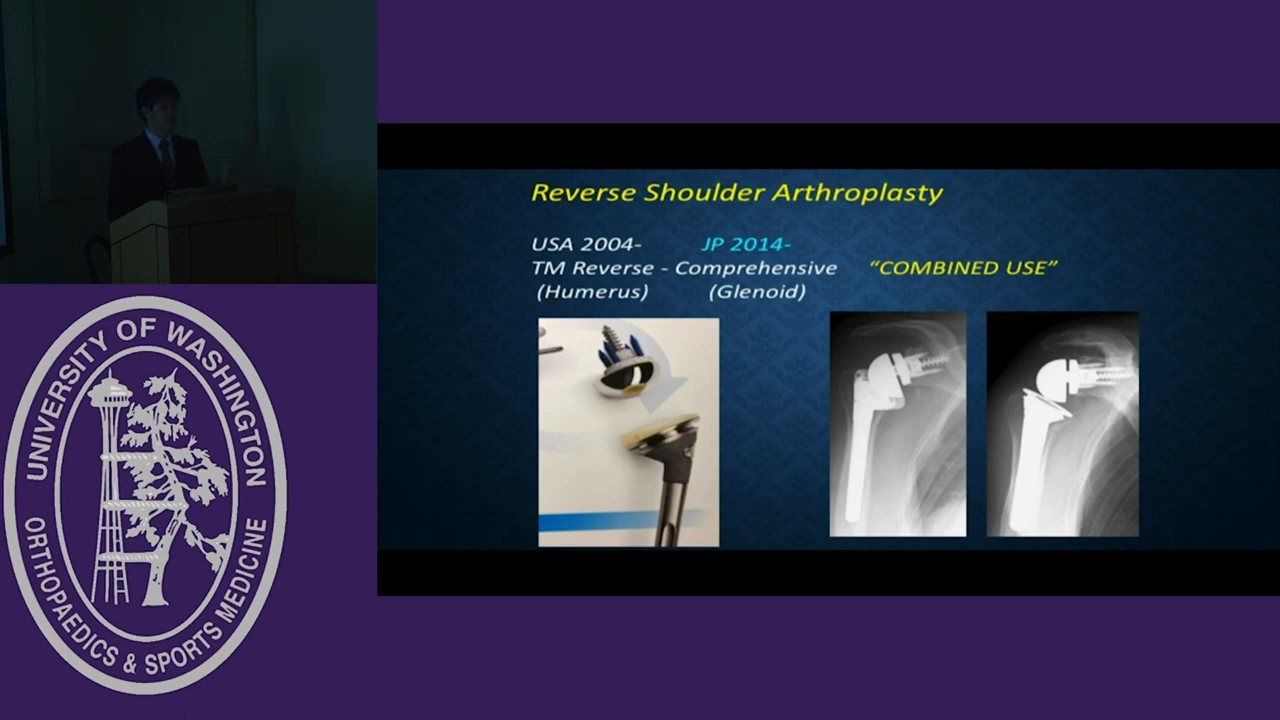 Reverse Shoulder Arthroplasty
USA 2004- JP 2014-
TM Reverse - Comprehensive "COMBINED USE"
(Humerus) (Glenoid)
UNIVERSITY OF WASHINGTON
ORTHOPAEDICS & SPORTS MEDICINE